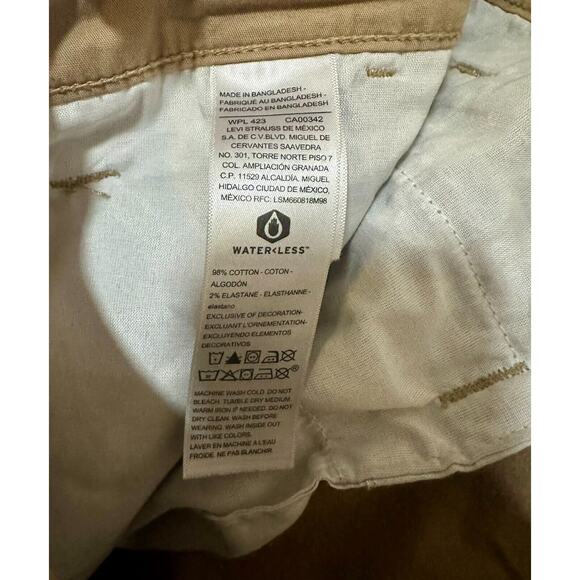 MADE IN BANGLADESH -
FABRIQUÉ AU BANGLADESH -
FABRICADO EN BANGLADESH
WPL 423 CA00342
LEVI STRAUSS DE MÉXICO
S.A. DE C.V.BLVD. MIGUEL DE
CERVANTES SAAVEDRA
NO. 301, TORRE NORTE PISO 7
COL. AMPLIACIÓN GRANADA
C.P. 11529 ALCALDÍA, MIGUEL
HIDALGO CIUDAD DE MÉXICO,
MÉXICO RFC: LSM660818M98
WATER<LESS™
98% COTTON - COTON -
ALGODÓN
2% ELASTANE - ELASTHANNE -
elastano
EXCLUSIVE OF DECORATION-
EXCLUANT L'ORNEMENTATION-
EXCLUYENDO ELEMENTOS
DECORATIVOS
MACHINE WASH COLD. DO NOT
BLEACH. TUMBLE DRY MEDIUM.
WARM IRON IF NEEDED. DO NOT
DRY CLEAN. WASH BEFORE
WEARING. WASH INSIDE OUT
WITH LIKE COLORS.
LAVER EN MACHINE A L'EAU
FROIDE. NE PAS BLANCHIR.